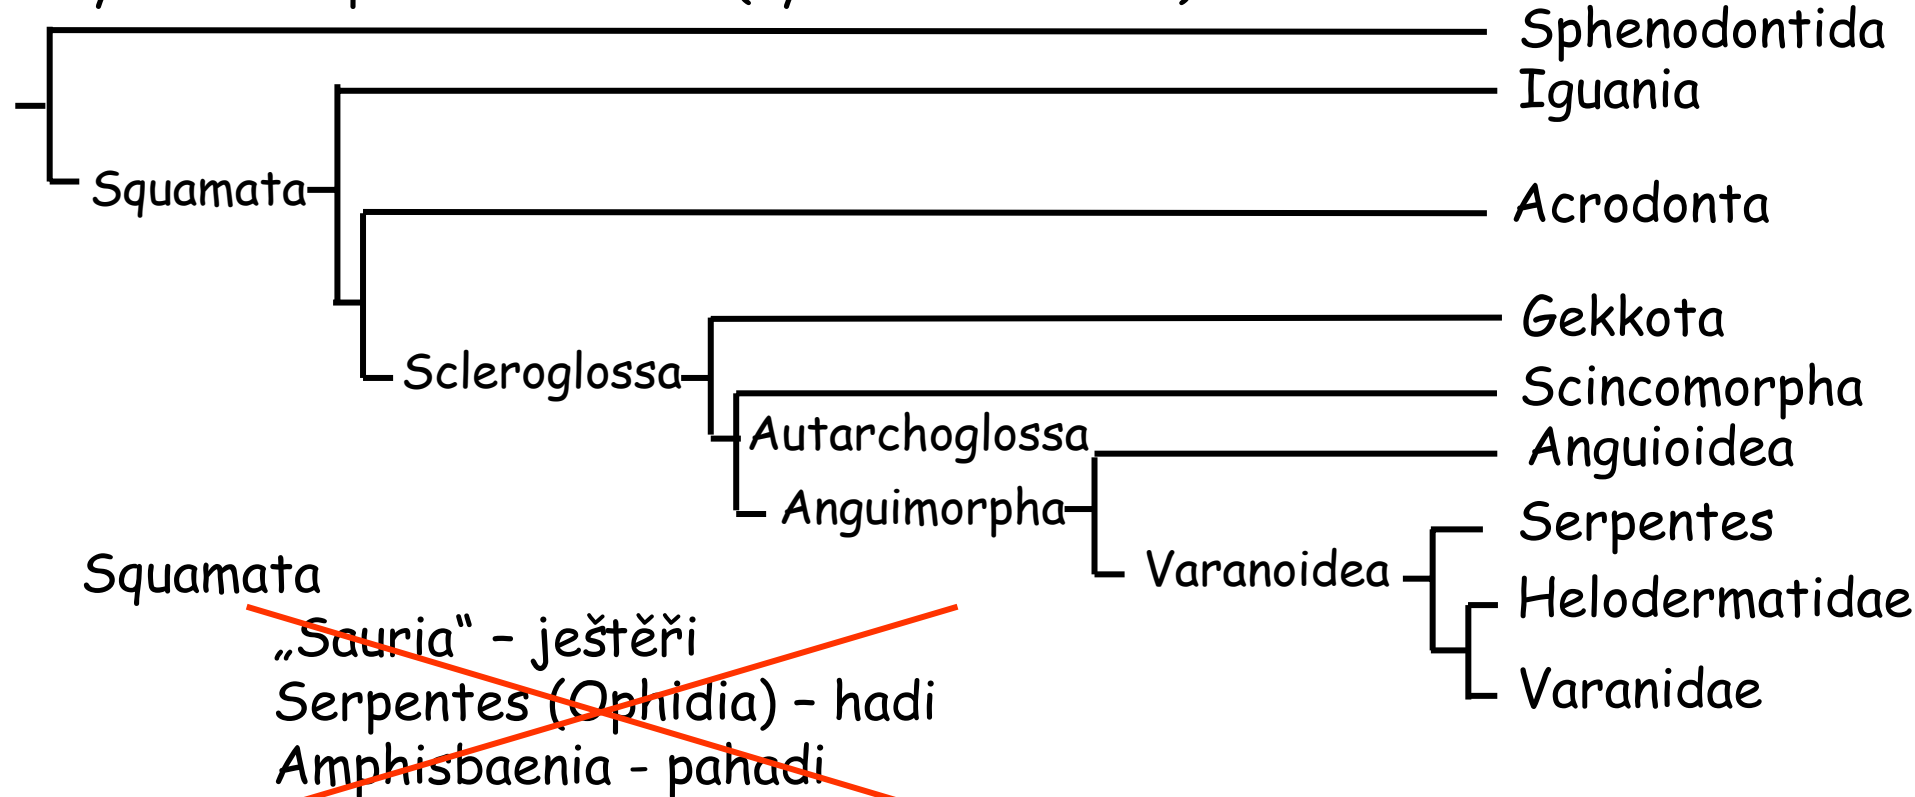 Sphenodontida
Iguania
Squamata
Acrodonta
Gekkota
Scleroglossa
Scincomorpha
Autarchoglossa
Anguioidea
Anguimorpha
Serpentes
Varanoidea
Helodermatidae
Varanidae
Squamata
„Sauria“ – ještěři
Serpentes (Ophidia) – hadi
Amphisbaenia - pahadi